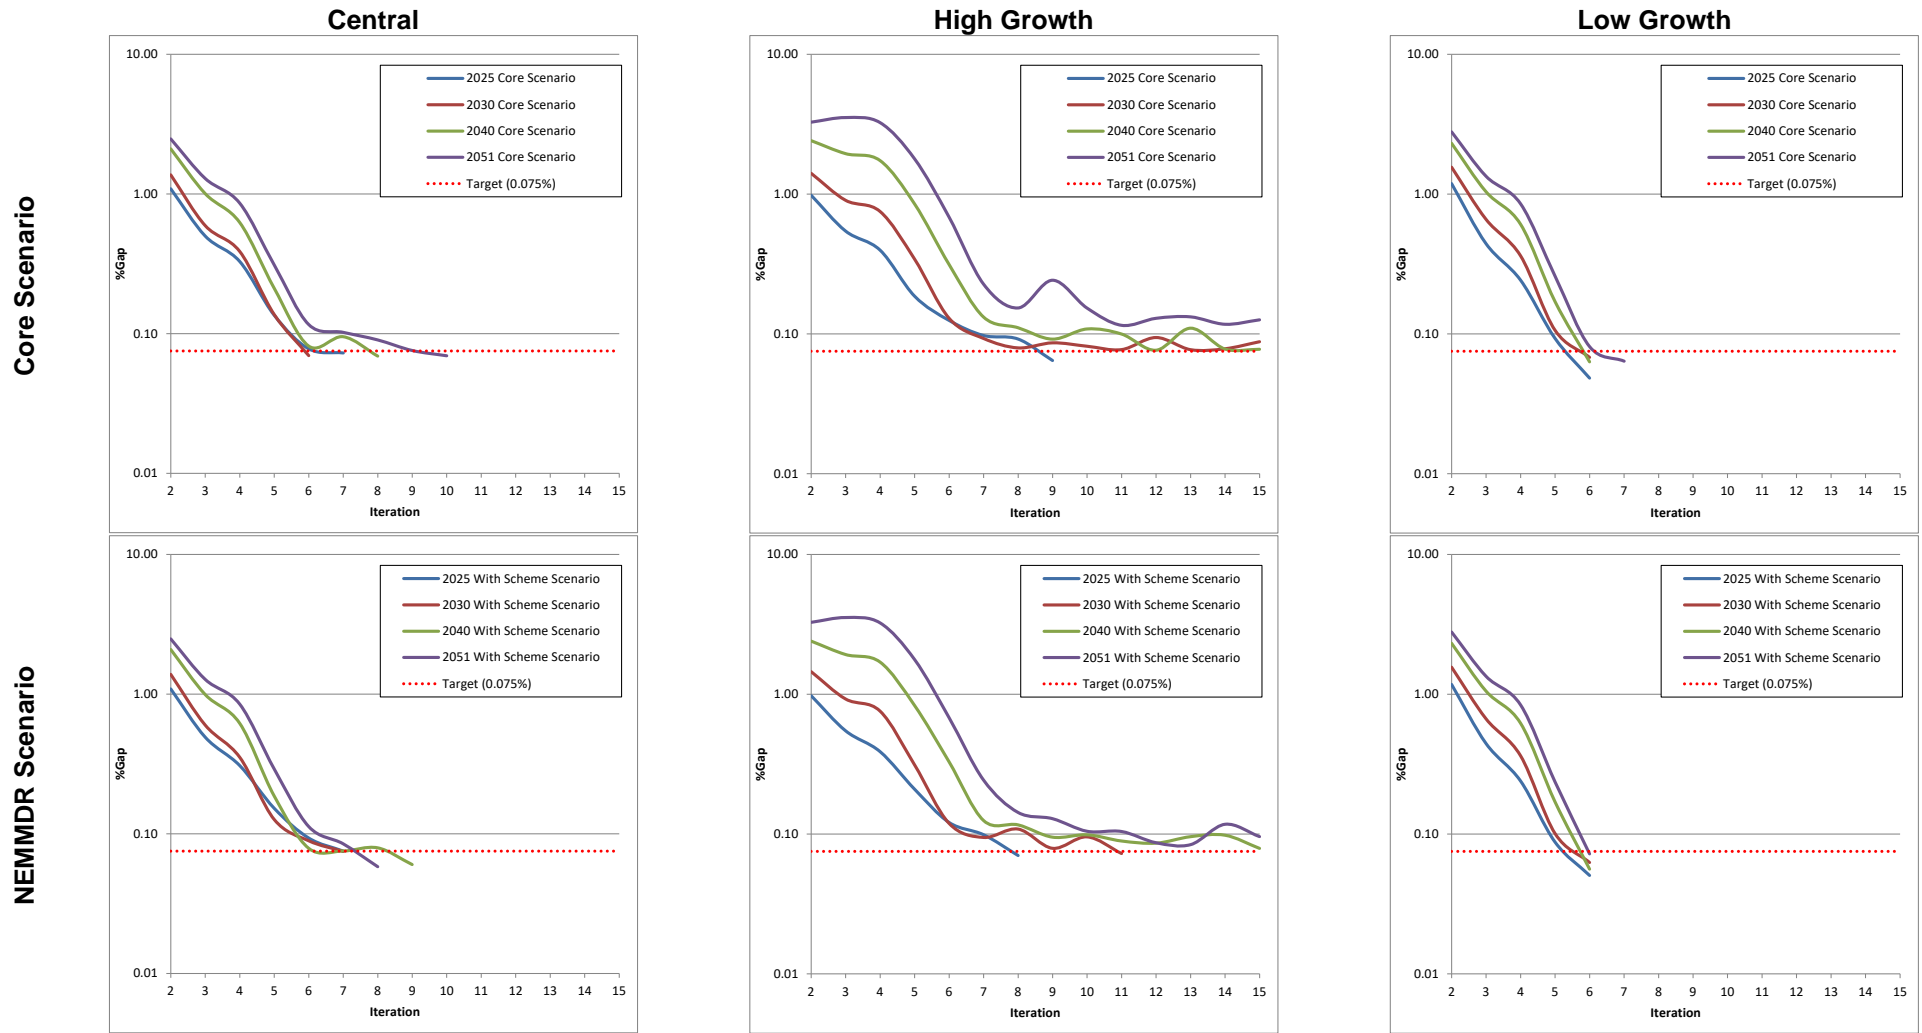 Central
High Growth
Low Growth
Core Scenario
10.00
1.00
0.10
0.01
%Gap
2025 Core Scenario
2030 Core Scenario
2040 Core Scenario
2051 Core Scenario
Target (0.075%)
2 3 4 5 6 7 8 9 10 11 12 13 14 15
Iteration
10.00
1.00
0.10
0.01
%Gap
2025 Core Scenario
2030 Core Scenario
2040 Core Scenario
2051 Core Scenario
Target (0.075%)
2 3 4 5 6 7 8 9 10 11 12 13 14 15
Iteration
10.00
1.00
0.10
0.01
%Gap
2025 Core Scenario
2030 Core Scenario
2040 Core Scenario
2051 Core Scenario
Target (0.075%)
2 3 4 5 6 7 8 9 10 11 12 13 14 15
Iteration
NEMMDR Scenario
10.00
1.00
0.10
0.01
%Gap
2025 With Scheme Scenario
2030 With Scheme Scenario
2040 With Scheme Scenario
2051 With Scheme Scenario
Target (0.075%)
2 3 4 5 6 7 8 9 10 11 12 13 14 15
Iteration
10.00
1.00
0.10
0.01
%Gap
2025 With Scheme Scenario
2030 With Scheme Scenario
2040 With Scheme Scenario
2051 With Scheme Scenario
Target (0.075%)
2 3 4 5 6 7 8 9 10 11 12 13 14 15
Iteration
10.00
1.00
0.10
0.01
%Gap
2025 With Scheme Scenario
2030 With Scheme Scenario
2040 With Scheme Scenario
2051 With Scheme Scenario
Target (0.075%)
2 3 4 5 6 7 8 9 10 11 12 13 14 15
Iteration